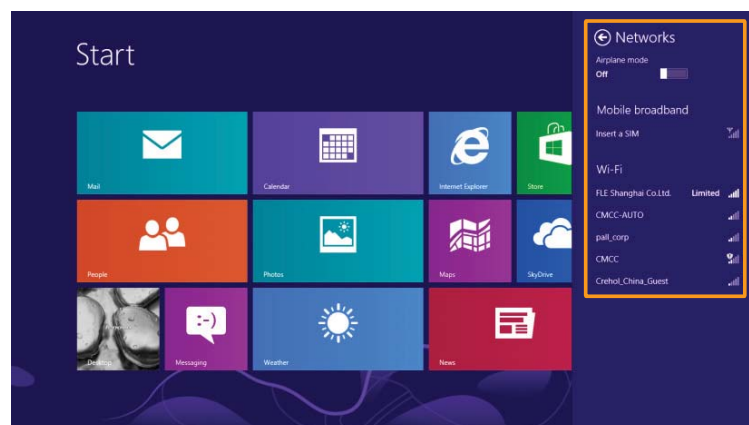 Start
Mail
Calendar
Internet Explorer
Store
People
Photos
Maps
SkyDrive
Desktop
Messaging
Weather
News
Networks
Airplane mode
Off
Mobile broadband
Insert a SIM
Wi-Fi
FLE Shanghai Co.Ltd. Limited
CMCC-AUTO
pall_corp
CMCC
Crehol_China_Guest